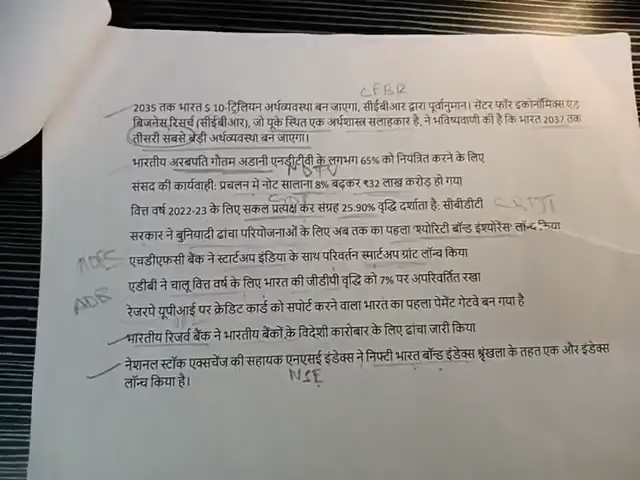 CEBR
2035 तक भारत $ 10-ट्रिलियन अर्थव्यवस्था बन जाएगा, सीईबीआर द्वारा पूर्वानुमान। सेंटर फॉर इकोनॉमिक्स एंड
बिजनेस रिसर्च (सीईबीआर), जो यूके स्थित एक अर्थशास्त्र सलाहकार है, ने भविष्यवाणी की है कि भारत 2037 तक
तीसरी सबसे बड़ी अर्थव्यवस्था बन जाएगा।
भारतीय अरबपति गौतम अडानी एनडीटीवी के लगभग 65% को नियंत्रित करने के लिए
NDTV
संसद की कार्यवाही: प्रचलन में नोट सालाना 8% बढ़कर ₹32 लाख करोड़ हो गया
वित्त वर्ष 2022-23 के लिए सकल प्रत्यक्ष कर संग्रह 25.90% वृद्धि दर्शाता है: सीबीडीटी
सरकार ने बुनियादी ढांचा परियोजनाओं के लिए अब तक का पहला 'श्योरिटी बॉन्ड इंश्योरेंस' लॉन्च किया
एचडीएफसी बैंक ने स्टार्टअप इंडिया के साथ परिवर्तन स्मार्टअप ग्रांट लॉन्च किया
एडीबी ने चालू वित्त वर्ष के लिए भारत की जीडीपी वृद्धि को 7% पर अपरिवर्तित रखा
ADB
रेजरपे यूपीआई पर क्रेडिट कार्ड को सपोर्ट करने वाला भारत का पहला पेमेंट गेटवे बन गया है
भारतीय रिजर्व बैंक ने भारतीय बैंकों के विदेशी कारोबार के लिए ढांचा जारी किया
नेशनल स्टॉक एक्सचेंज की सहायक एनएसई इंडेक्स ने निफ्टी भारत बॉन्ड इंडेक्स श्रृंखला के तहत एक और इंडेक्स
लॉन्च किया है।
NSE